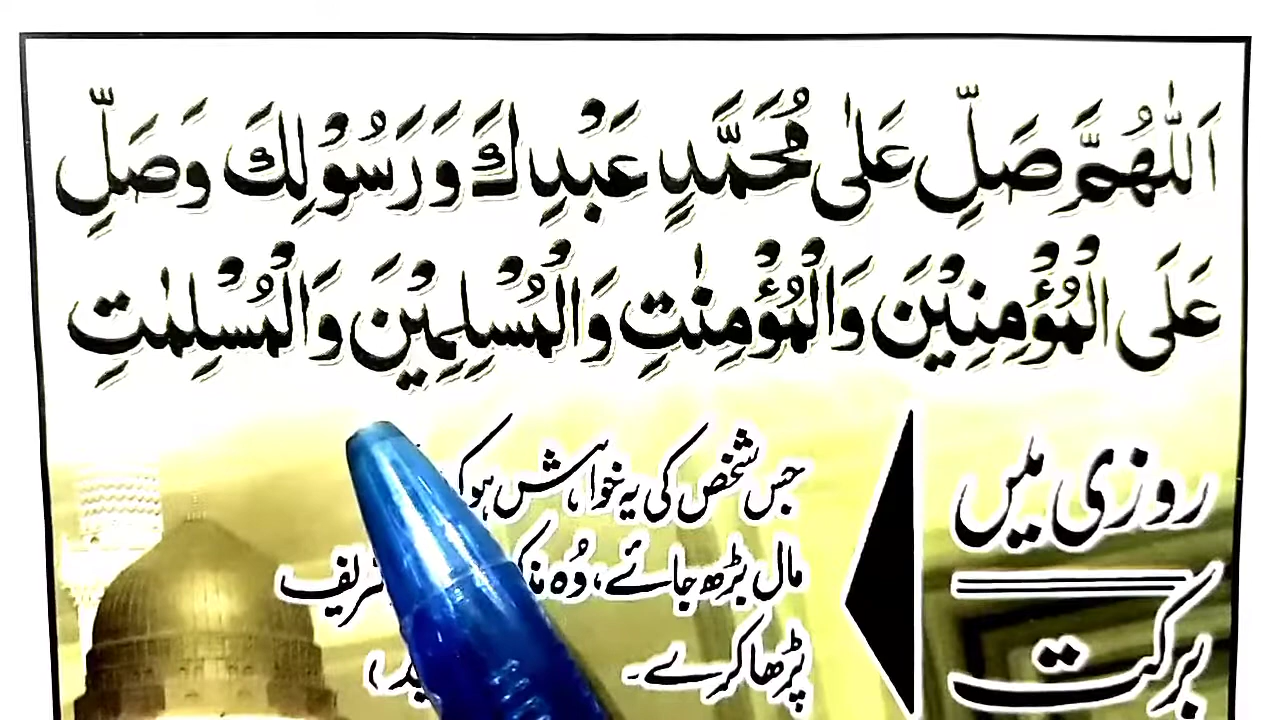 اَللّٰهُمَّ صَلِّ عَلٰى مُحَمَّدٍ عَبْدِكَ وَرَسُوْلِكَ وَصَلِّ
عَلَى الْمُؤْمِنِيْنَ وَالْمُؤْمِنٰتِ وَالْمُسْلِمِيْنَ وَالْمُسْلِمٰتِ
روزی میں
برکت
جس شخص کی یہ خواہش ہو
مال بڑھ جائے، وُہ
پڑھا کرے۔